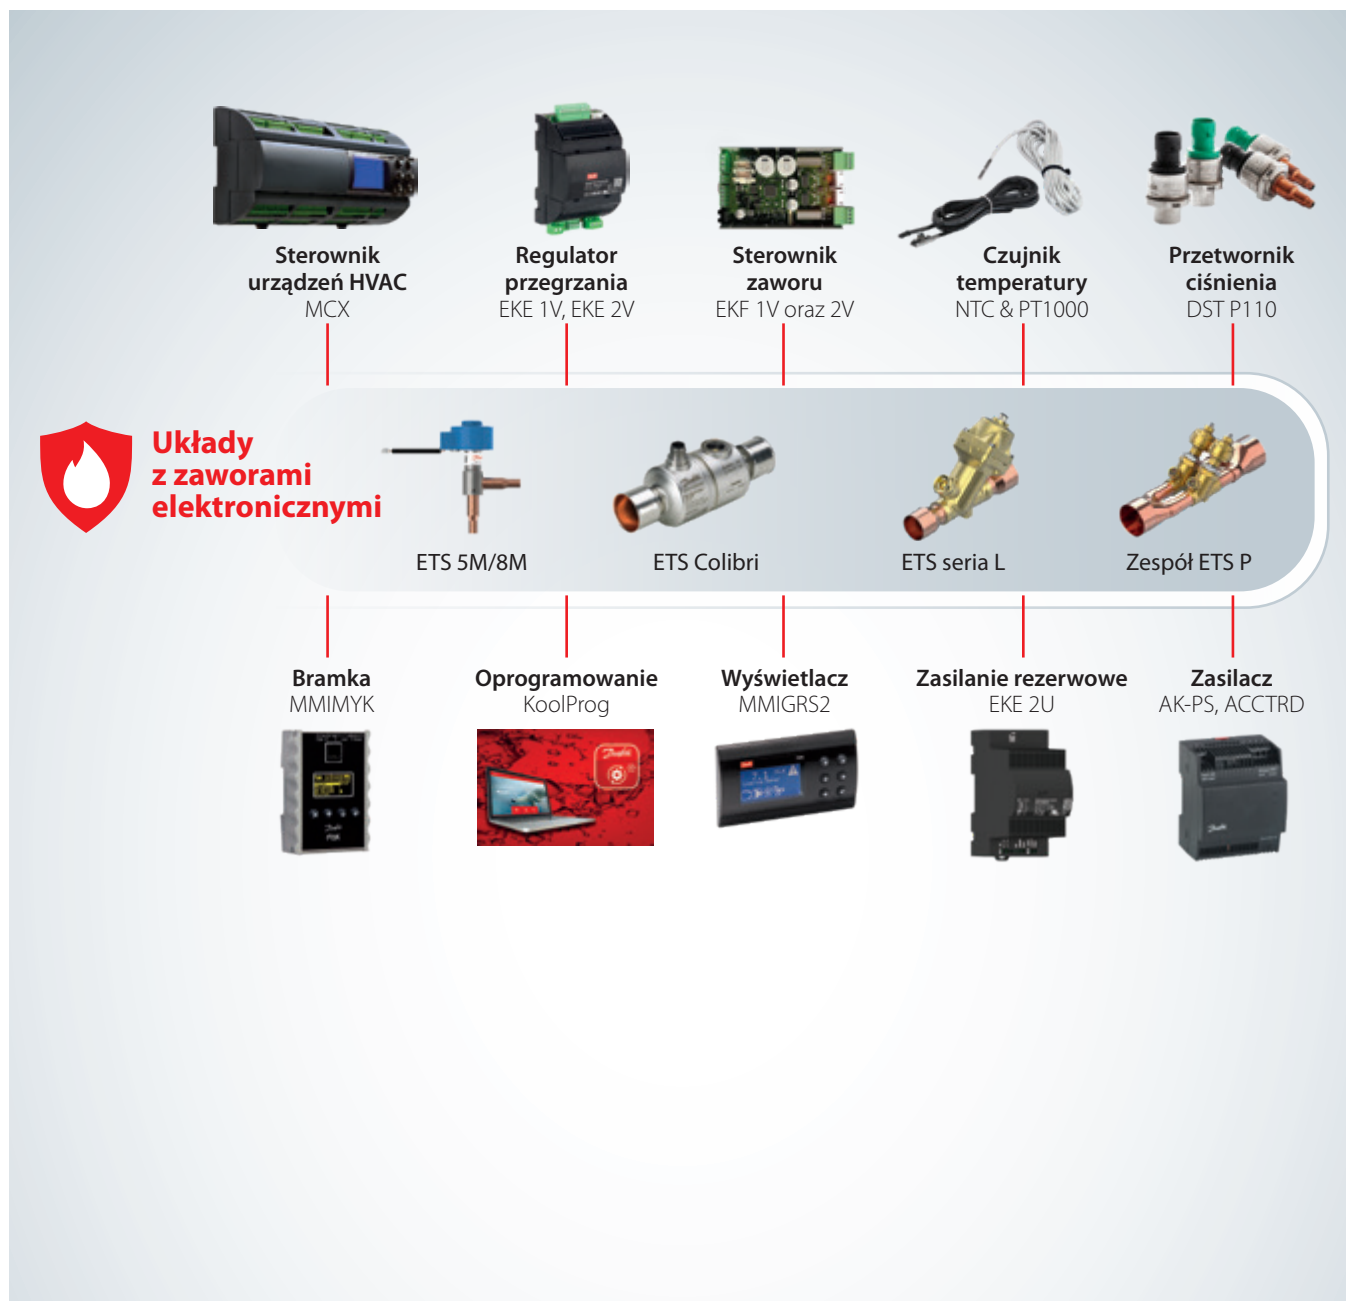 Sterownik
urządzeń HVAC
MCX
Regulator
przegrzania
EKE 1V, EKE 2V
Sterownik
zaworu
EKF 1V oraz 2V
Czujnik
temperatury
NTC & PT1000
Przetwornik
ciśnienia
DST P110
Układy
z zaworami
elektronicznymi
ETS 5M/8M
ETS Colibri
ETS seria L
Zespół ETS P
Bramka
MMIMYK
Oprogramowanie
KoolProg
Wyświetlacz
MMIGRS2
Zasilanie rezerwowe
EKE 2U
Zasilacz
AK-PS, ACCTRD